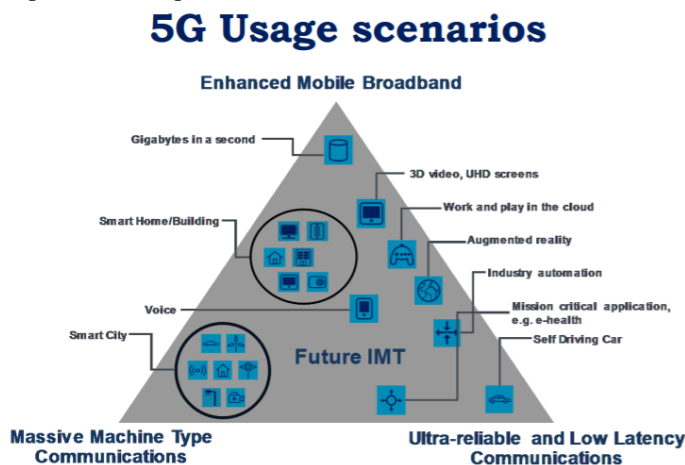 5G Usage scenarios
Enhanced Mobile Broadband
Gigabytes in a second
3D video, UHD screens
Smart Home/Building
Work and play in the cloud
Augmented reality
Industry automation
Voice
Mission critical application,
e.g. e-health
Smart City
Self Driving Car
Future IMT
Massive Machine Type
Communications
Ultra-reliable and Low Latency
Communications